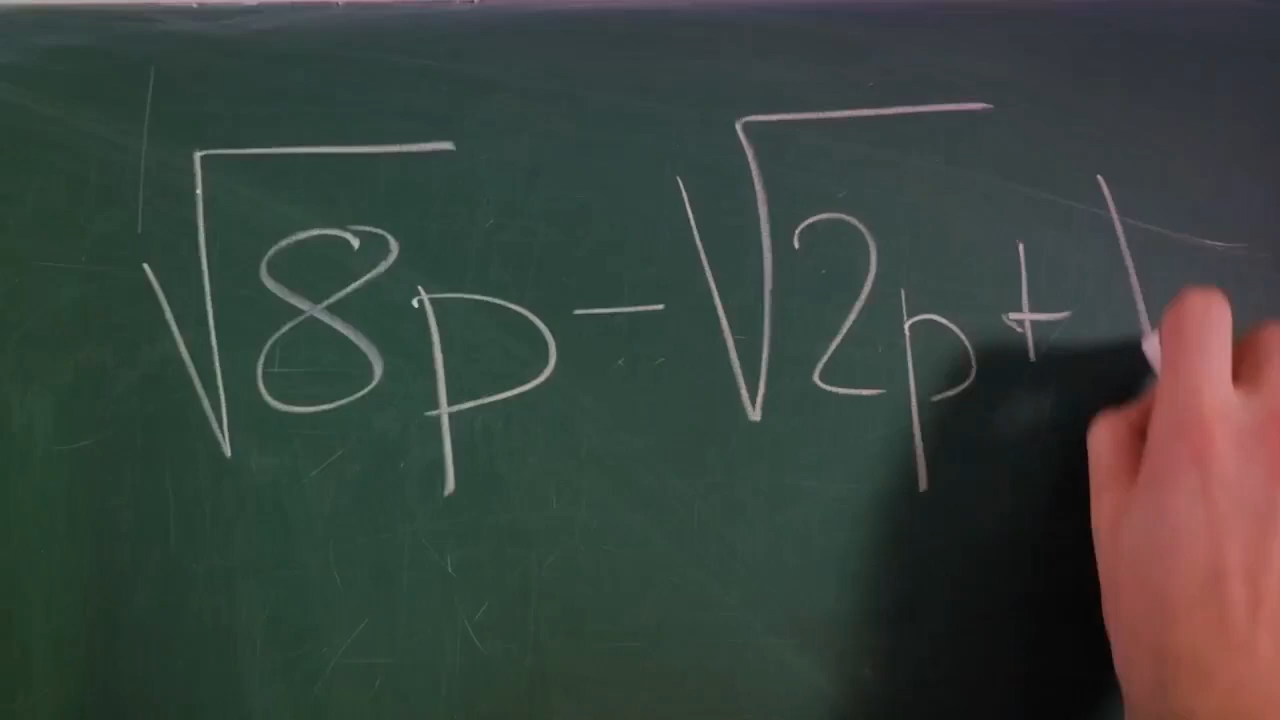 √8p - √2p +